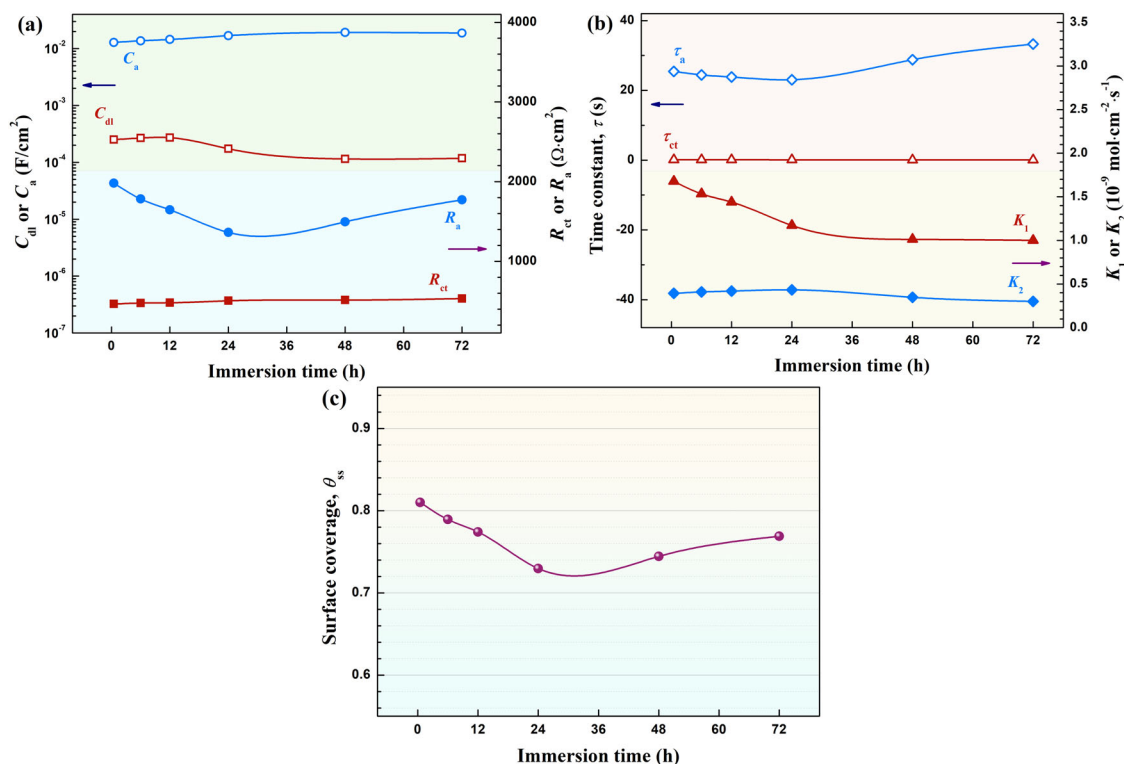 (a)
C_dl or C_a (F/cm²)
10⁻²
10⁻³
10⁻⁴
10⁻⁵
10⁻⁶
10⁻⁷
C_a
C_dl
R_a
R_ct
4000
3000
2000
1000
R_ct or R_a (Ω·cm²)
0 12 24 36 48 60 72
Immersion time (h)
(b)
Time constant, τ (s)
40
20
0
-20
-40
τ_a
τ_ct
K_1
K_2
3.5
3.0
2.5
2.0
1.5
1.0
0.5
0.0
K_1 or K_2 (10⁻⁹ mol·cm⁻²·s⁻¹)
0 12 24 36 48 60 72
Immersion time (h)
(c)
Surface coverage, θ_ss
0.9
0.8
0.7
0.6
0 12 24 36 48 60 72
Immersion time (h)